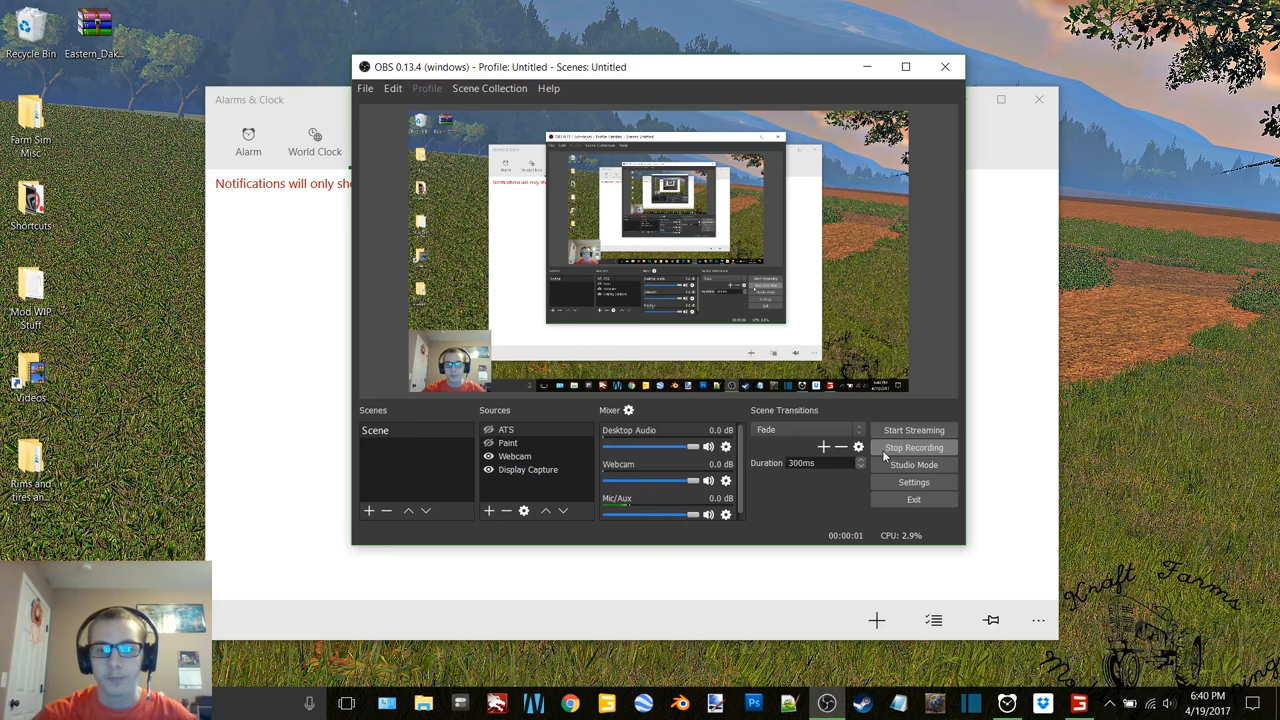 Recycle Bin
Eastern_Dak...
Farm Sim
Misc
Shortcuts
Mod Wi...
Stuff
Videos
Rims and
tires an...
Alarms & Clock
Alarm
World Clock
Notifications will only sho
OBS 0.13.4 (windows) - Profile: Untitled - Scenes: Untitled
File Edit Profile Scene Collection Help
Scenes
Scene
Sources
ATS
Paint
Webcam
Display Capture
Mixer
Desktop Audio 0.0 dB
Webcam 0.0 dB
Mic/Aux 0.0 dB
Scene Transitions
Fade
Duration 300ms
Start Streaming
Stop Recording
Studio Mode
Settings
Exit
00:00:01 CPU: 2.9%
Kraft Farms
6:40 PM
4/19/2017